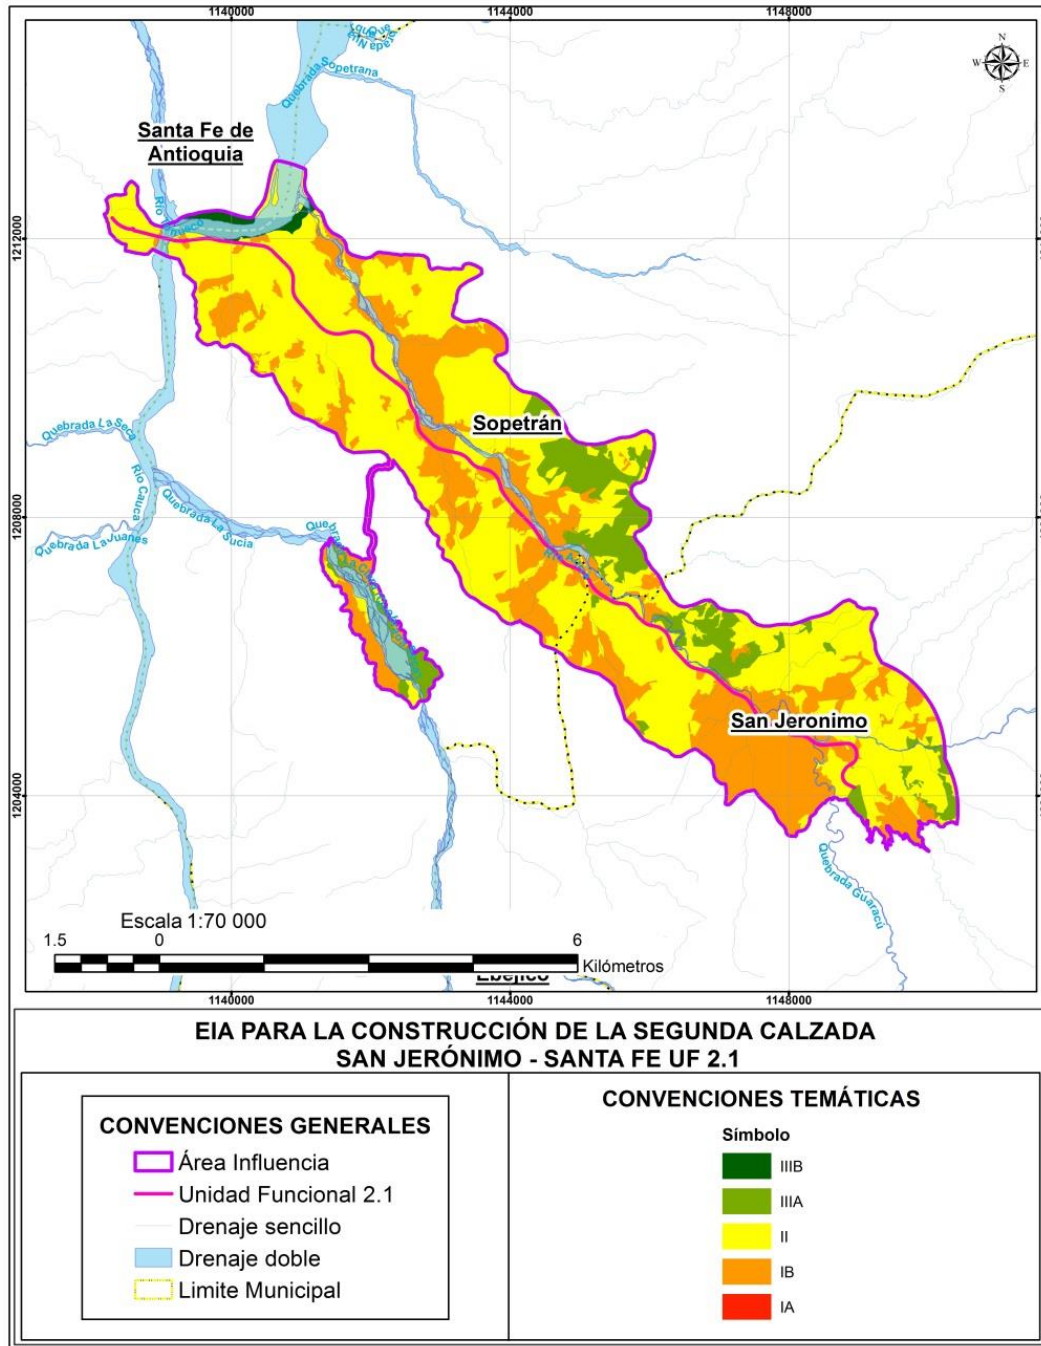 1140000
1144000
1148000
N
W
E
S
Quebrada Sopetrana
Santa Fe de
Antioquia
1212000
Sopetrán
Quebrada La Seca
Río Cauca
1208000
Quebrada La Sucia
Quebrada La Juanes
San Jeronimo
1204000
Quebrada Guaracú
Escala 1:70 000
1.5
0
6
Kilómetros
Ebéjico
1140000
1144000
1148000
EIA PARA LA CONSTRUCCIÓN DE LA SEGUNDA CALZADA
SAN JERÓNIMO - SANTA FE UF 2.1
CONVENCIONES GENERALES
Área Influencia
Unidad Funcional 2.1
Drenaje sencillo
Drenaje doble
Limite Municipal
CONVENCIONES TEMÁTICAS
Símbolo
IIIB
IIIA
II
IB
IA